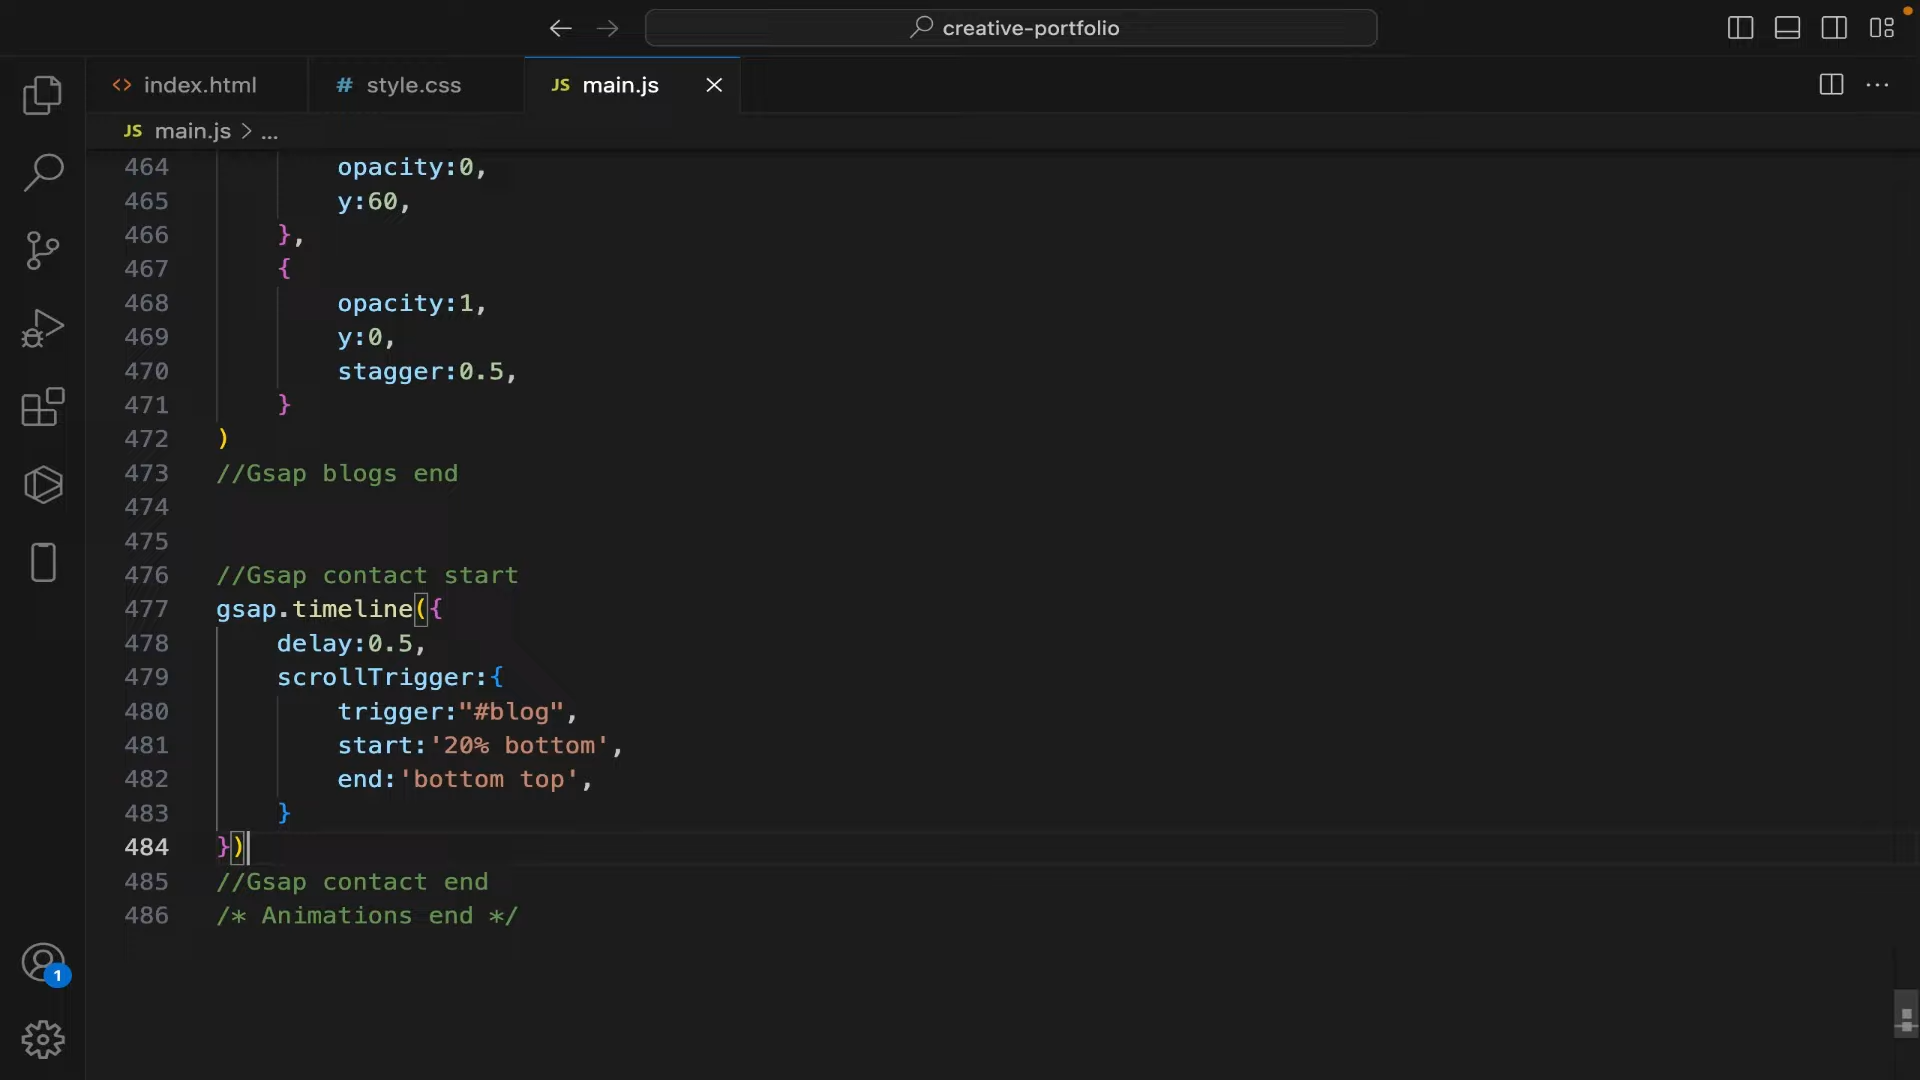 creative-portfolio
<> index.html
# style.css
JS main.js
JS main.js > ...
464 opacity:0,
465 y:60,
466 },
467 {
468 opacity:1,
469 y:0,
470 stagger:0.5,
471 }
472 )
473 //Gsap blogs end
474
475
476 //Gsap contact start
477 gsap.timeline({
478 delay:0.5,
479 scrollTrigger:{
480 trigger:"#blog",
481 start:'20% bottom',
482 end:'bottom top',
483 }
484 })
485 //Gsap contact end
486 /* Animations end */
1